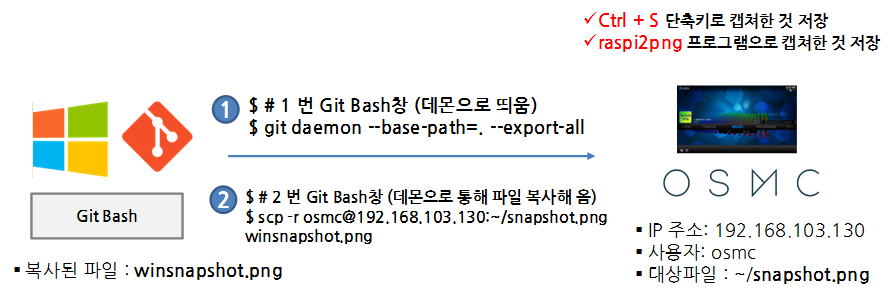 ✓Ctrl + S 단축키로 캡쳐한 것 저장
✓raspi2png 프로그램으로 캡쳐한 것 저장
1 $ # 1 번 Git Bash창 (데몬으로 띄움)
$ git daemon --base-path=. --export-all
OSMC
Git Bash
2 $ # 2 번 Git Bash창 (데몬으로 통해 파일 복사해 옴)
$ scp -r osmc@192.168.103.130:~/snapshot.png
winsnapshot.png
▪ 복사된 파일 : winsnapshot.png
▪ IP 주소: 192.168.103.130
▪ 사용자: osmc
▪ 대상파일 : ~/snapshot.png